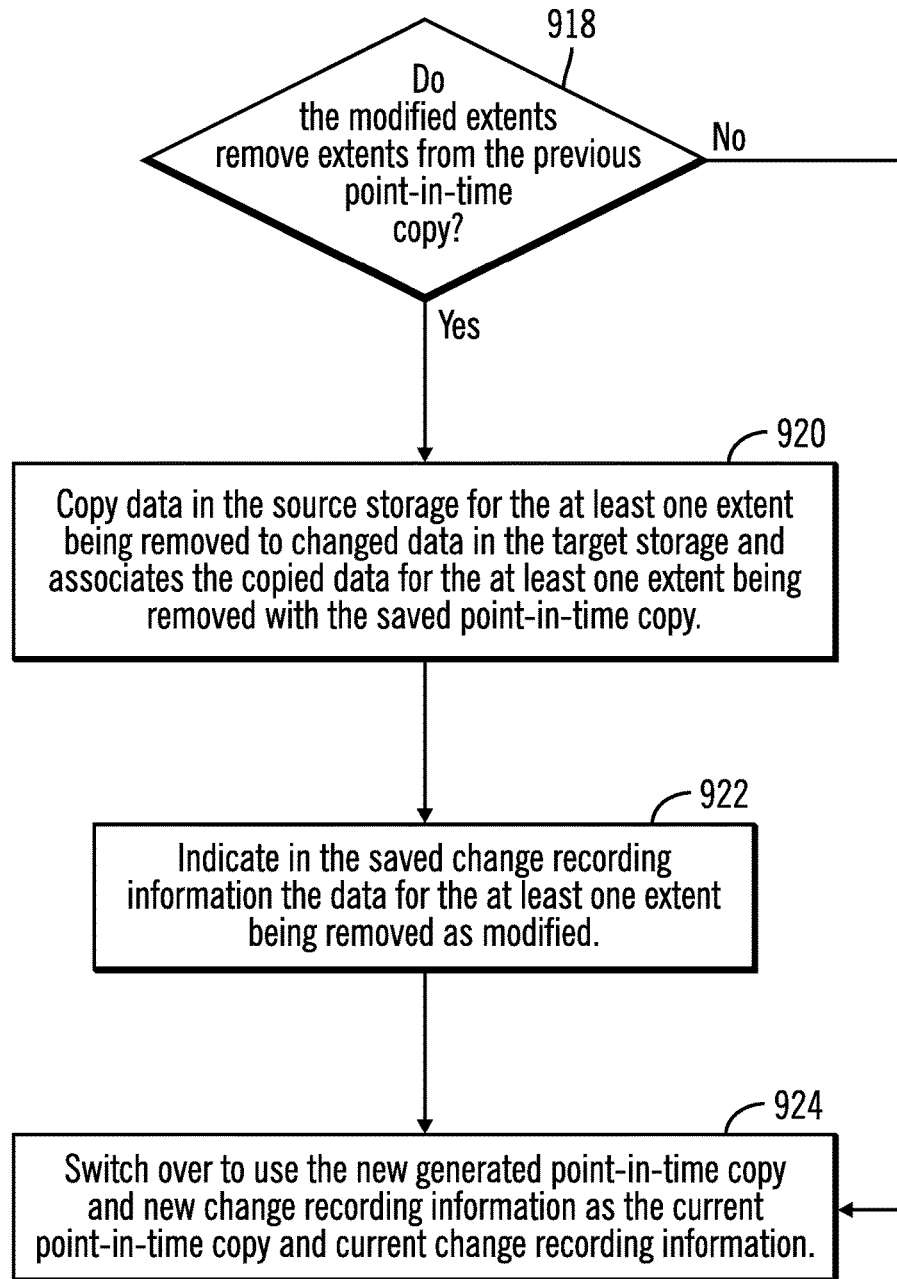 918
Do
the modified extents
remove extents from the previous
point-in-time
copy?
No
Yes
920
Copy data in the source storage for the at least one extent
being removed to changed data in the target storage and
associates the copied data for the at least one extent being
removed with the saved point-in-time copy.
922
Indicate in the saved change recording
information the data for the at least one extent
being removed as modified.
924
Switch over to use the new generated point-in-time copy
and new change recording information as the current
point-in-time copy and current change recording information.